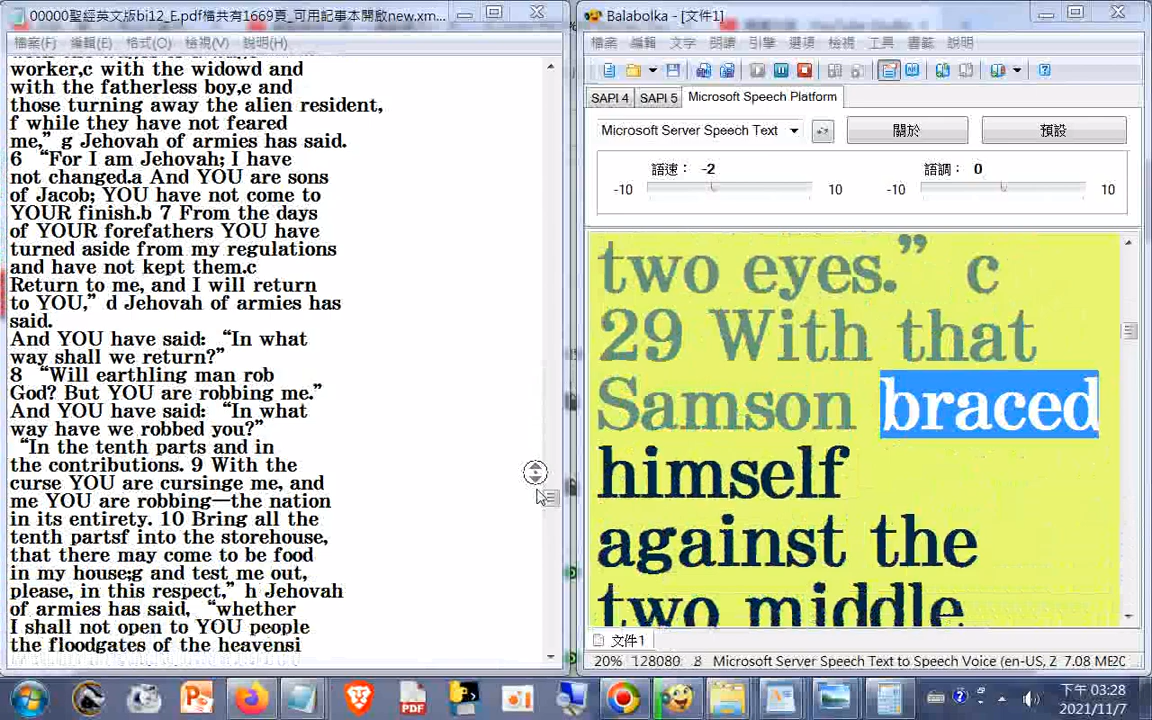 00000聖經英文版bi12_E.pdf檔共有1669頁_可用記事本開啟new.xm...
檔案(F) 編輯(E) 格式(O) 檢視(V) 說明(H)
worker,c with the widowd and
with the fatherless boy,e and
those turning away the alien resident,
f while they have not feared
me,” g Jehovah of armies has said.
6 “For I am Jehovah; I have
not changed.a And YOU are sons
of Jacob; YOU have not come to
YOUR finish.b 7 From the days
of YOUR forefathers YOU have
turned aside from my regulations
and have not kept them.c
Return to me, and I will return
to YOU,” d Jehovah of armies has
said.
And YOU have said: “In what
way shall we return?”
8 “Will earthling man rob
God? But YOU are robbing me.”
And YOU have said: “In what
way have we robbed you?”
“In the tenth parts and in
the contributions. 9 With the
curse YOU are cursinge me, and
me YOU are robbing—the nation
in its entirety. 10 Bring all the
tenth partsf into the storehouse,
that there may come to be food
in my house;g and test me out,
please, in this respect,” h Jehovah
of armies has said, “whether
I shall not open to YOU people
the floodgates of the heavensi
Balabolka - [文件1]
檔案 編輯 文字 朗讀 引擎 選項 檢視 工具 書籤 說明
SAPI 4 SAPI 5 Microsoft Speech Platform
Microsoft Server Speech Text 關於 預設
語速: -2 語調: 0
-10 10 -10 10
two eyes.” c
29 With that
Samson braced
himself
against the
two middle
文件1
20% 128080 Microsoft Server Speech Text to Speech Voice (en-US, Z 7.08 ME
下午 03:28
2021/11/7